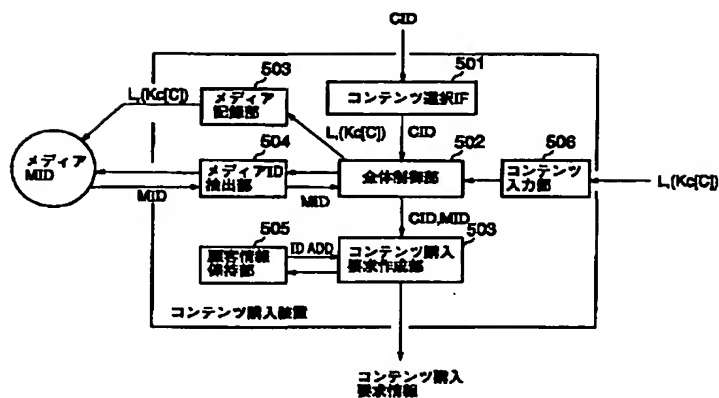 CID
501
コンテンツ選択IF
CID
503
メディア
記録部
L,(Kc[C])
L,(Kc[C])
メディア
MID
504
メディアID
抽出部
MID
MID
502
全体制御部
506
コンテンツ
入力部
L,(Kc[C])
CID,MID
505
顧客情報
保持部
ID ADD
503
コンテンツ購入
要求作成部
コンテンツ購入装置
コンテンツ購入
要求情報